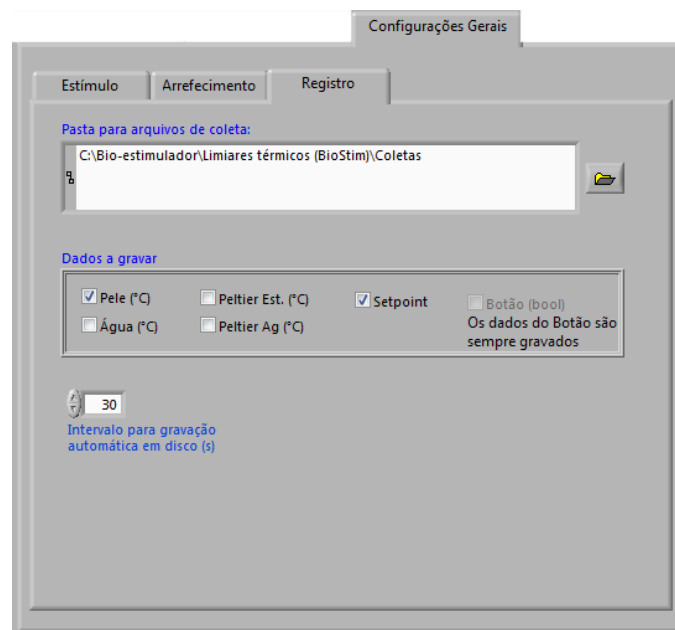 Configurações Gerais
Estímulo Arrefecimento Registro
Pasta para arquivos de coleta:
C:\Bio-estimulador\Limiares térmicos (BioStim)\Coletas
Dados a gravar
Pele (°C) Peltier Est. (°C) Setpoint Botão (bool)
Água (°C) Peltier Ag (°C) Os dados do Botão são
sempre gravados
30
Intervalo para gravação
automática em disco (s)